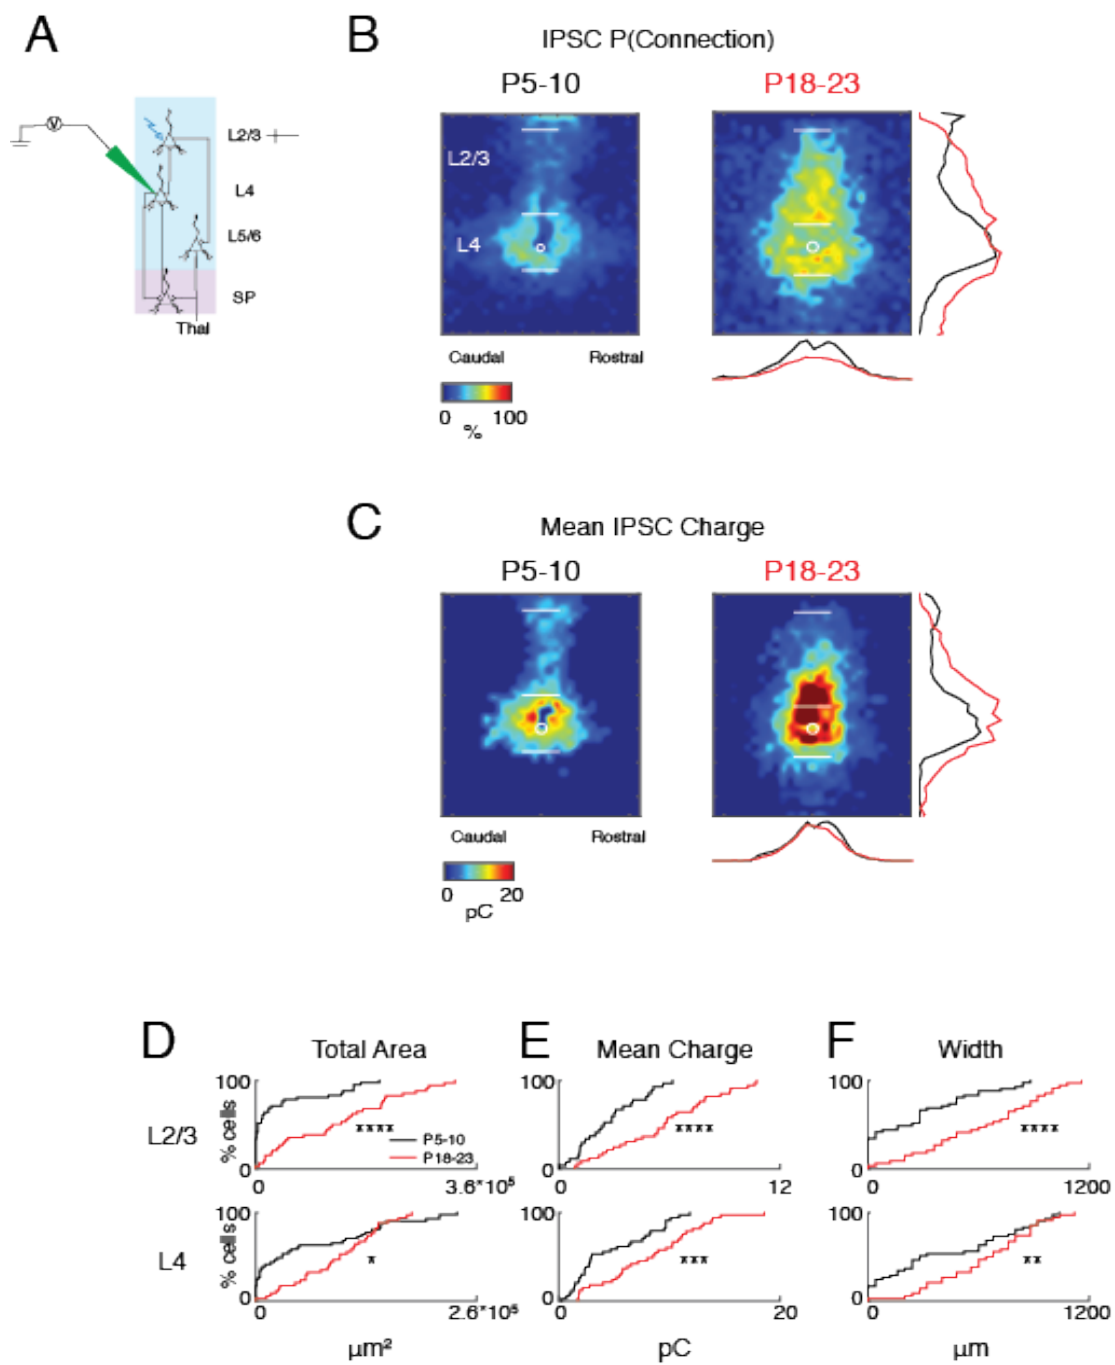 A
V
L2/3
L4
L5/6
SP
Thal
B
IPSC P(Connection)
P5-10
P18-23
L2/3
L4
Caudal
Rostral
0
100
%
C
Mean IPSC Charge
P5-10
P18-23
Caudal
Rostral
0
20
pC
D
Total Area
E
Mean Charge
F
Width
L2/3
% cells
100
0
****
P5-10
P18-23
0
3.6*10⁵
100
0
****
0
12
100
0
****
0
1200
L4
% cells
100
0
*
0
2.6*10⁵
µm²
100
0
***
0
20
pC
100
0
**
0
1200
µm